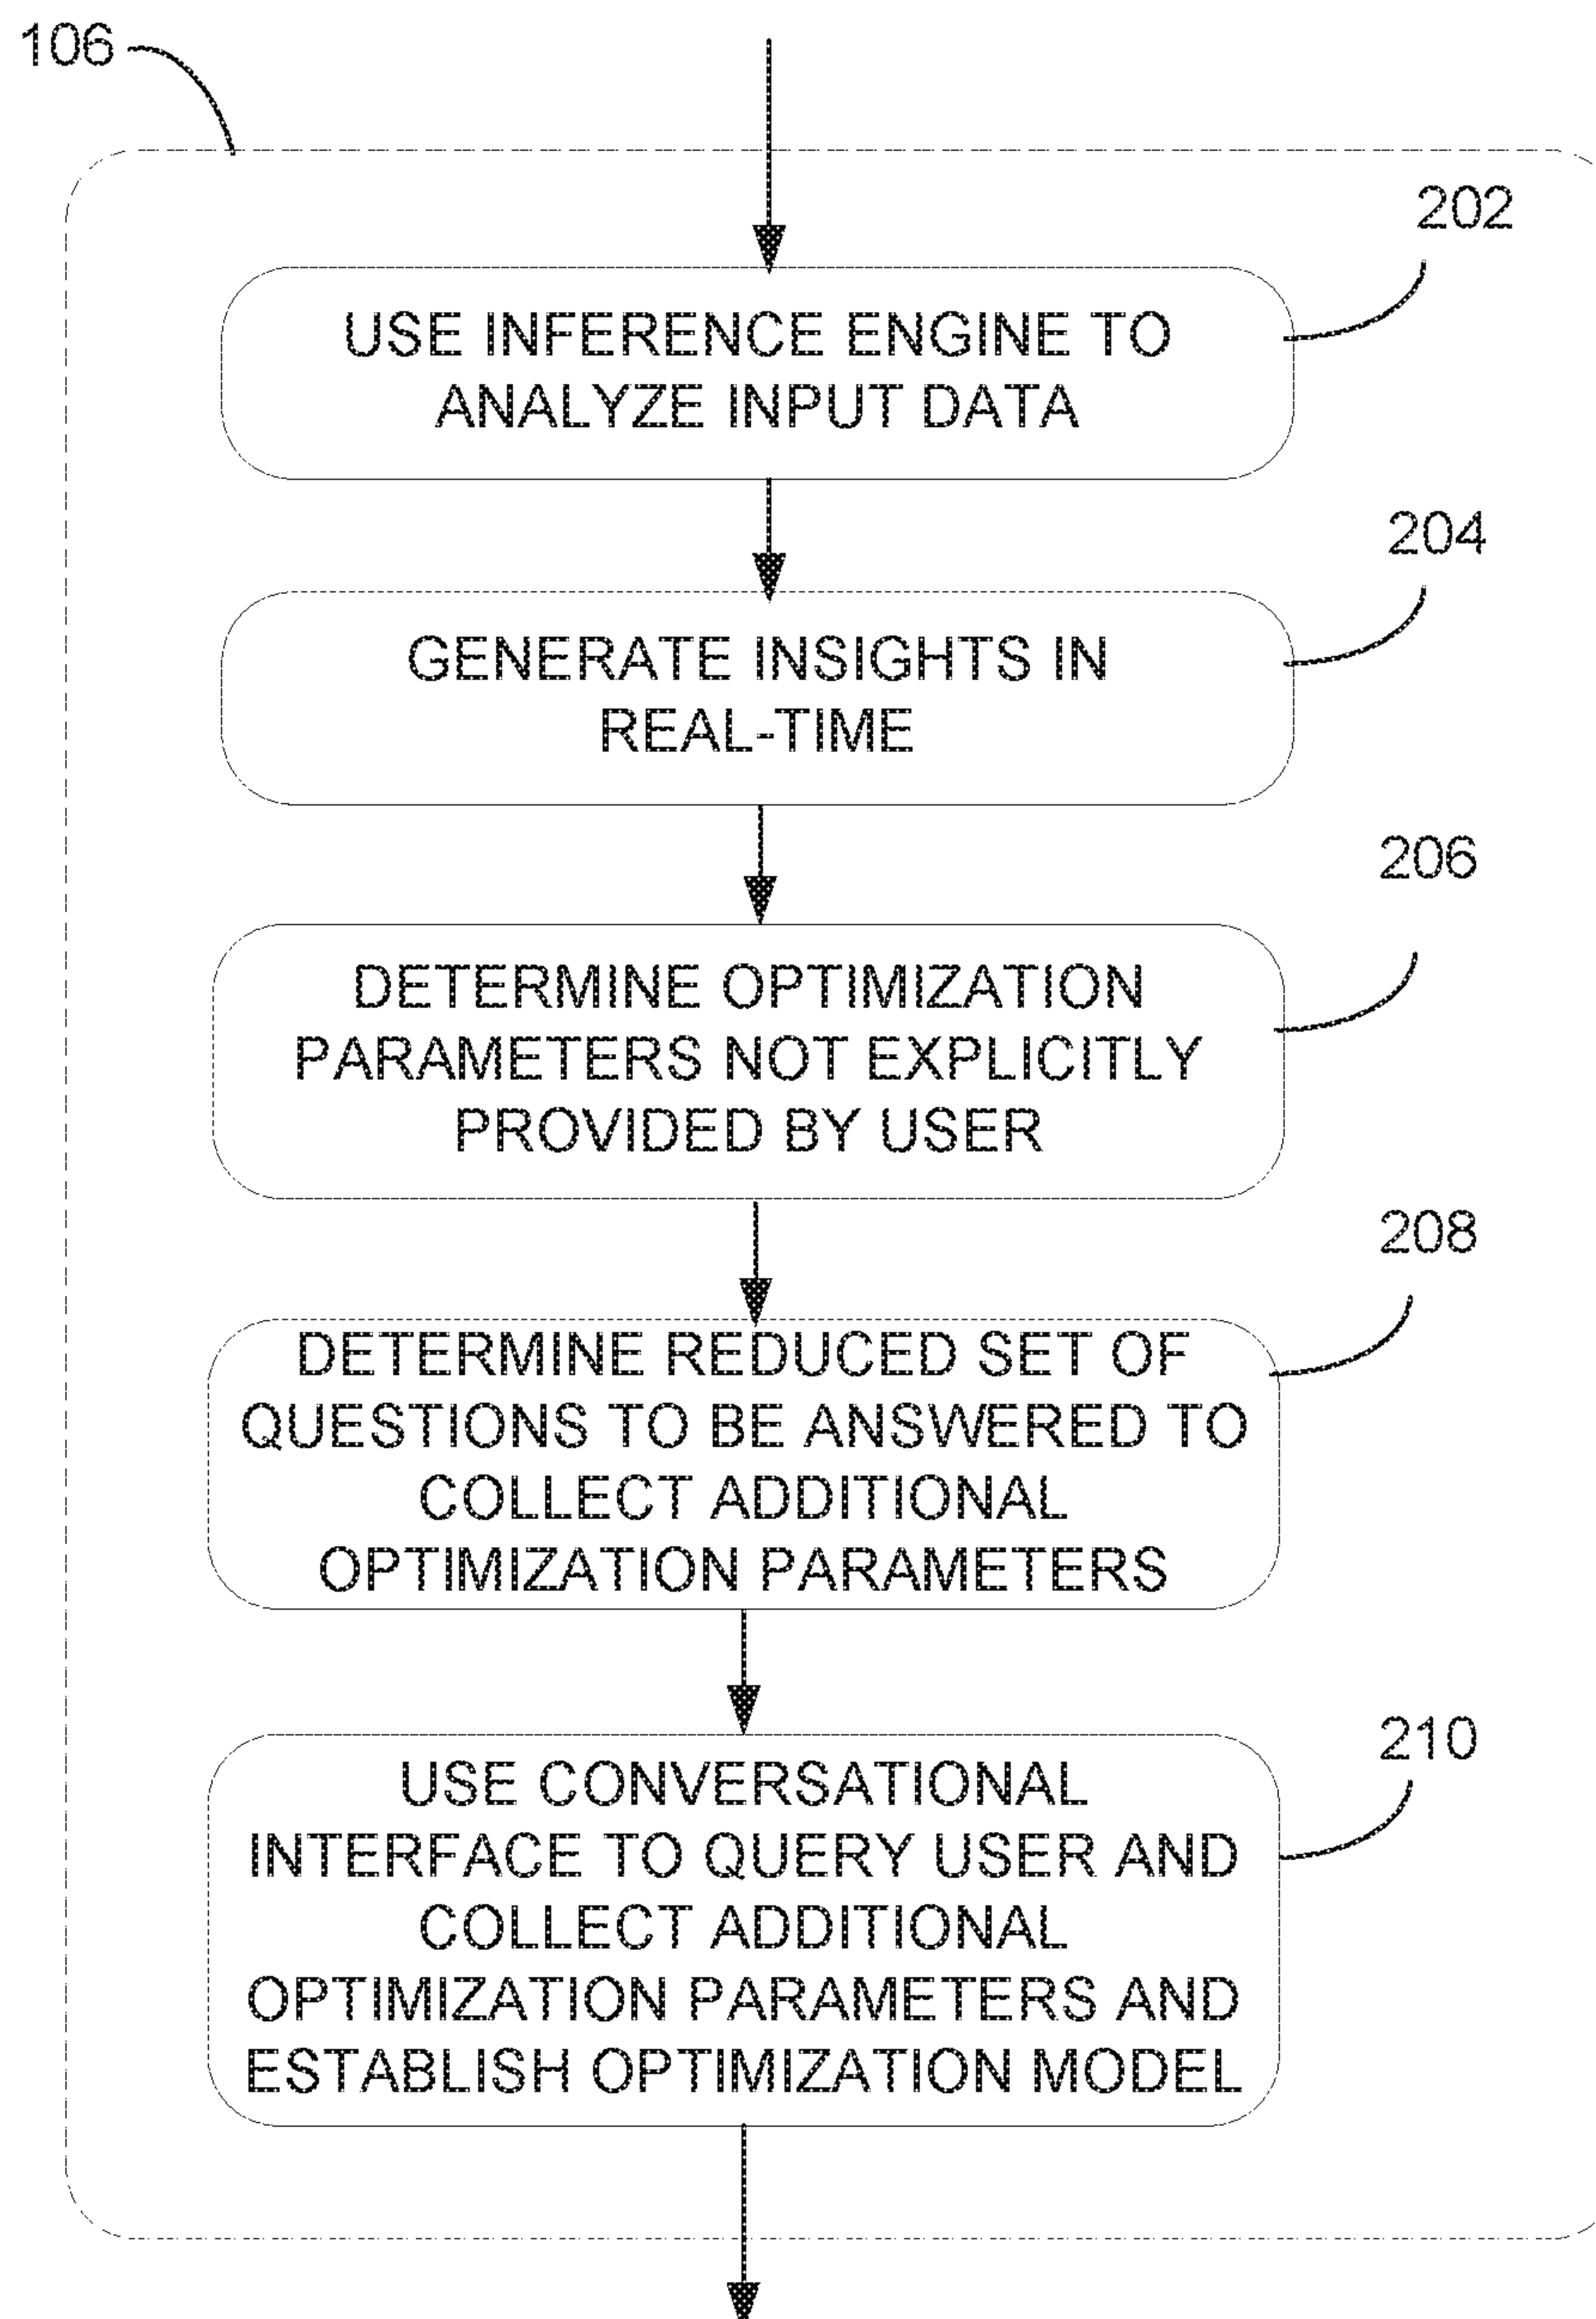 106
202
USE INFERENCE ENGINE TO
ANALYZE INPUT DATA
204
GENERATE INSIGHTS IN
REAL-TIME
206
DETERMINE OPTIMIZATION
PARAMETERS NOT EXPLICITLY
PROVIDED BY USER
208
DETERMINE REDUCED SET OF
QUESTIONS TO BE ANSWERED TO
COLLECT ADDITIONAL
OPTIMIZATION PARAMETERS
210
USE CONVERSATIONAL
INTERFACE TO QUERY USER AND
COLLECT ADDITIONAL
OPTIMIZATION PARAMETERS AND
ESTABLISH OPTIMIZATION MODEL